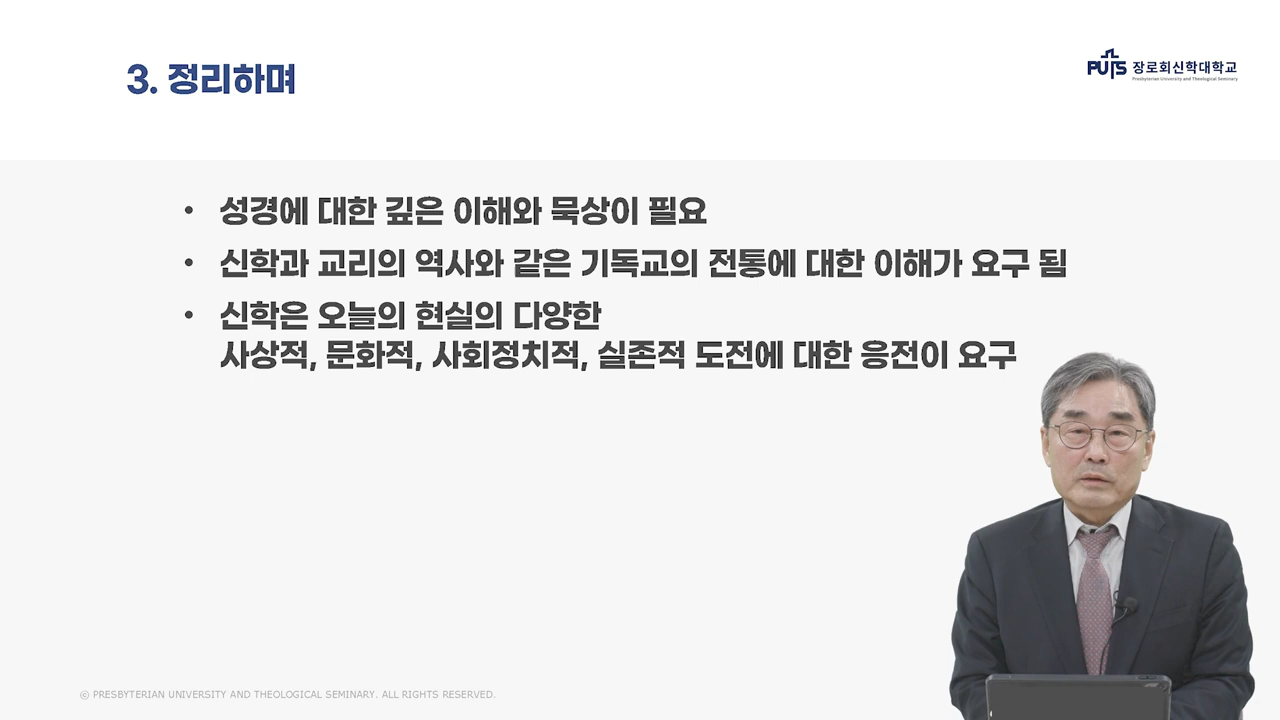 3. 정리하며
PUTS 장로회신학대학교
Presbyterian University and Theological Seminary
• 성경에 대한 깊은 이해와 묵상이 필요
• 신학과 교리의 역사와 같은 기독교의 전통에 대한 이해가 요구 됨
• 신학은 오늘의 현실의 다양한
사상적, 문화적, 사회정치적, 실존적 도전에 대한 응전이 요구
ⓒ PRESBYTERIAN UNIVERSITY AND THEOLOGICAL SEMINARY. ALL RIGHTS RESERVED.